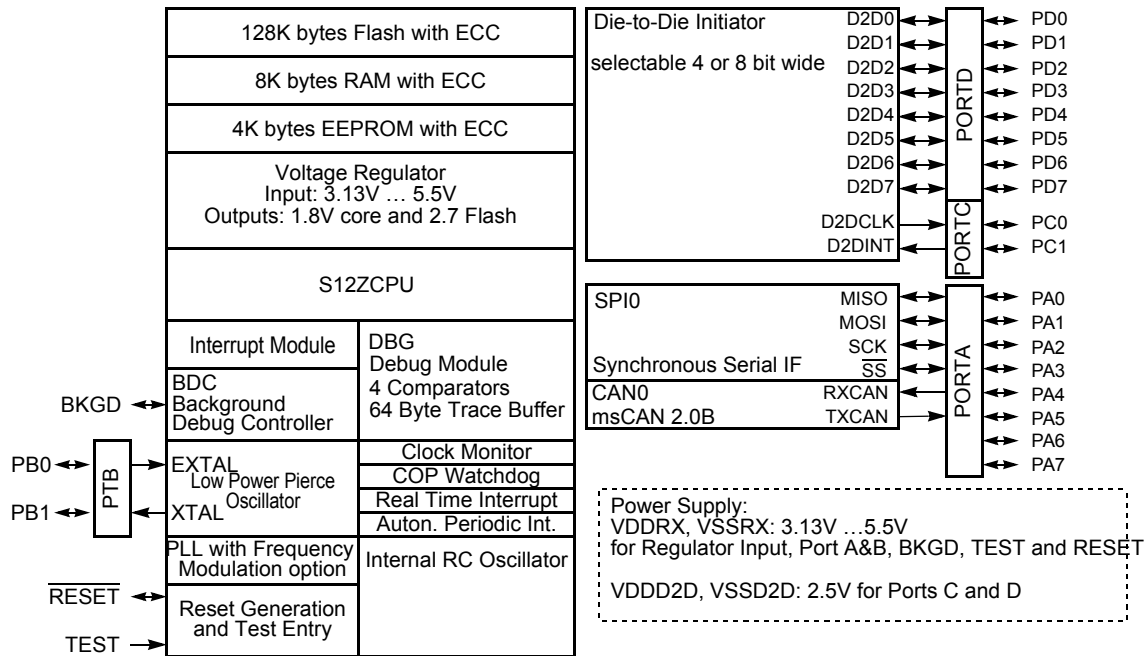 128K bytes Flash with ECC
8K bytes RAM with ECC
4K bytes EEPROM with ECC
Voltage Regulator
Input: 3.13V … 5.5V
Outputs: 1.8V core and 2.7 Flash
S12ZCPU
Interrupt Module
DBG
Debug Module
4 Comparators
64 Byte Trace Buffer
BKGD
BDC
Background
Debug Controller
PB0
PB1
PTB
EXTAL
Low Power Pierce
Oscillator
XTAL
Clock Monitor
COP Watchdog
Real Time Interrupt
Auton. Periodic Int.
PLL with Frequency
Modulation option
Internal RC Oscillator
RESET
TEST
Reset Generation
and Test Entry
Die-to-Die Initiator
selectable 4 or 8 bit wide
D2D0
D2D1
D2D2
D2D3
D2D4
D2D5
D2D6
D2D7
D2DCLK
D2DINT
PORTD
PORTC
PD0
PD1
PD2
PD3
PD4
PD5
PD6
PD7
PC0
PC1
SPI0
Synchronous Serial IF
MISO
MOSI
SCK
SS
CAN0
msCAN 2.0B
RXCAN
TXCAN
PORTA
PA0
PA1
PA2
PA3
PA4
PA5
PA6
PA7
Power Supply:
VDDRX, VSSRX: 3.13V …5.5V
for Regulator Input, Port A&B, BKGD, TEST and RESET
VDDD2D, VSSD2D: 2.5V for Ports C and D